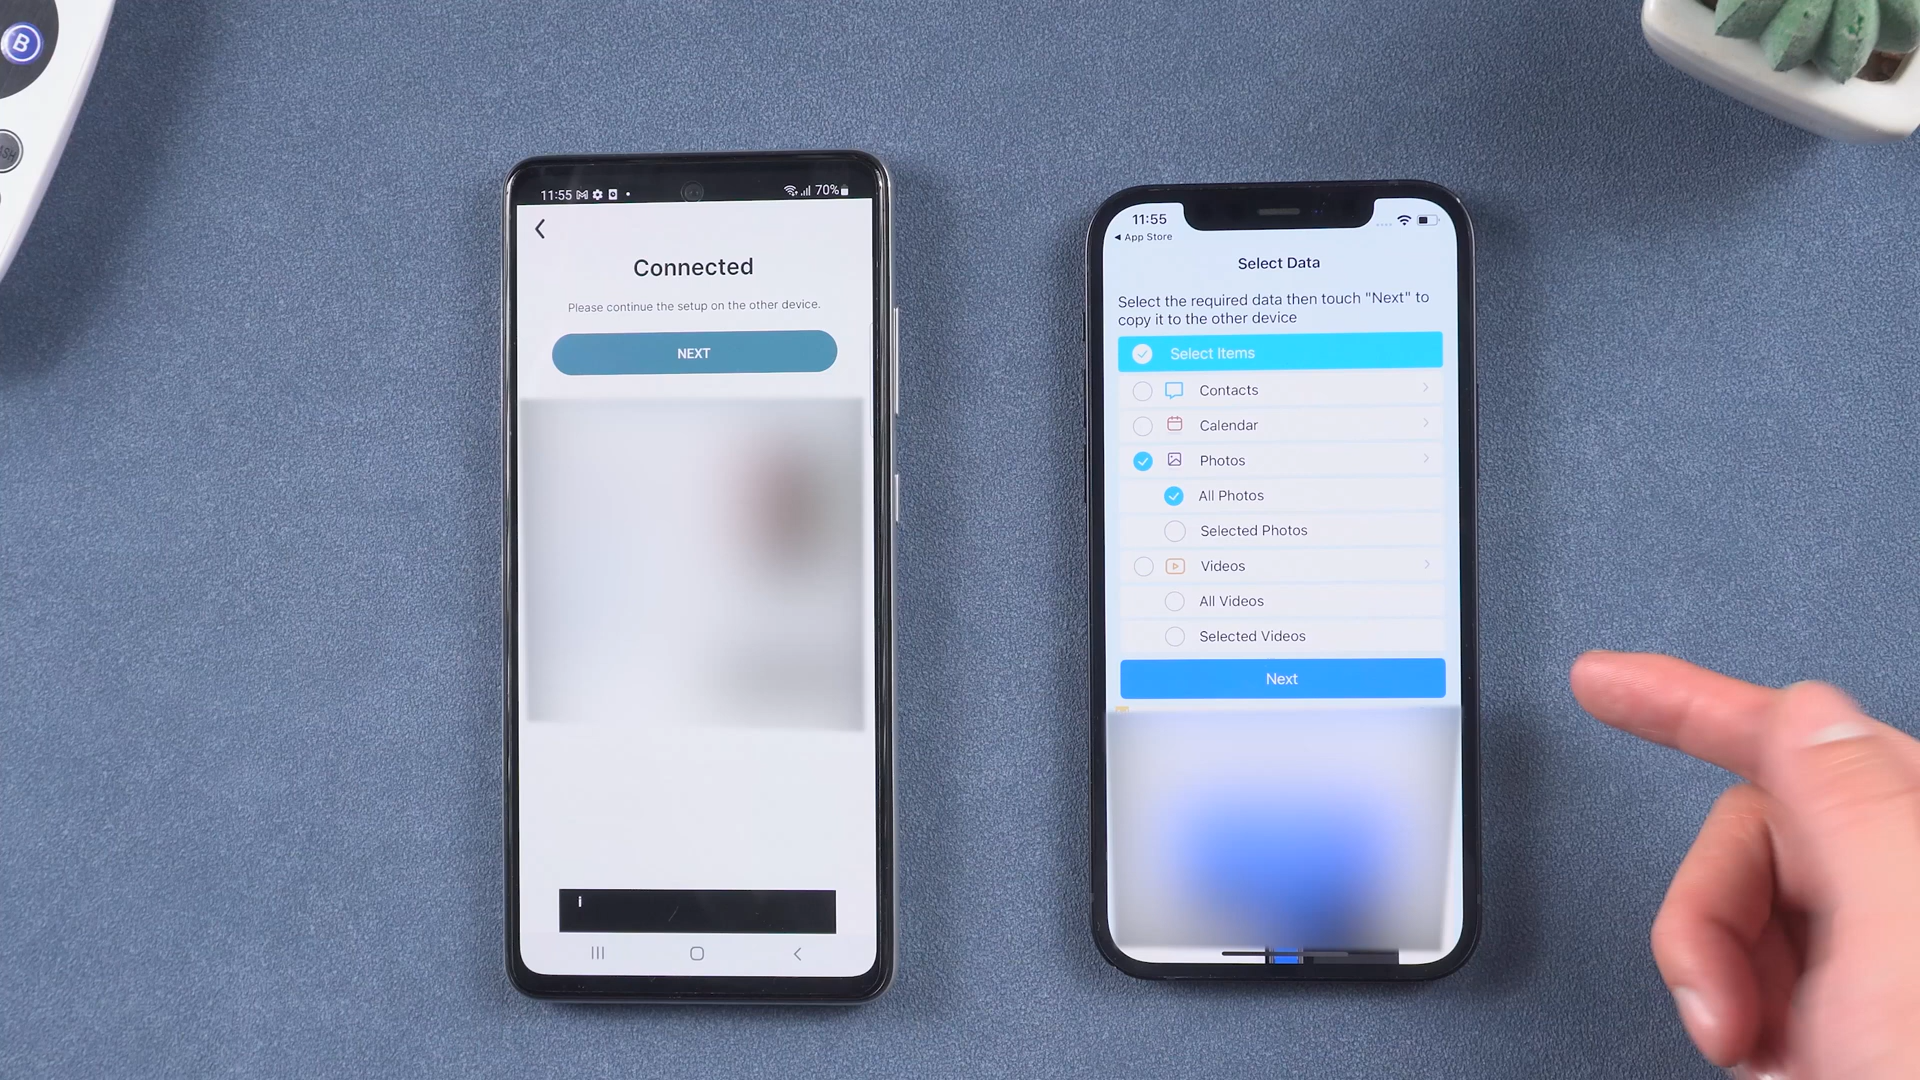 B
11:55
70%
Connected
Please continue the setup on the other device.
NEXT
i
11:55
App Store
Select Data
Select the required data then touch "Next" to
copy it to the other device
Select Items
Contacts
Calendar
Photos
All Photos
Selected Photos
Videos
All Videos
Selected Videos
Next